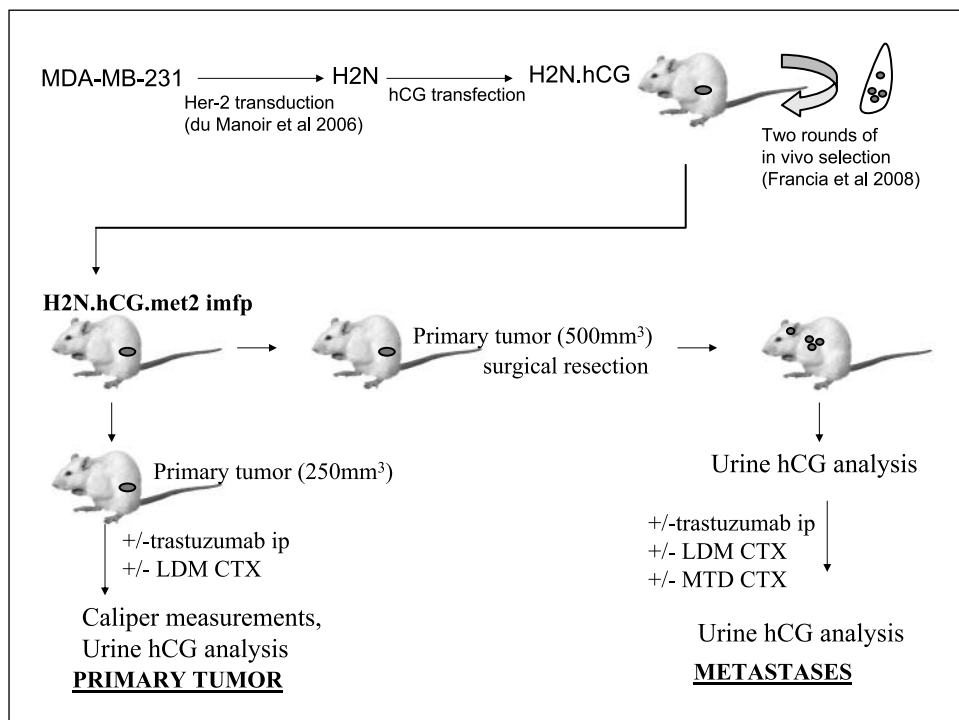 MDA-MB-231
H2N
H2N.hCG
Her-2 transduction
(du Manoir et al 2006)
hCG transfection
Two rounds of
in vivo selection
(Francia et al 2008)
H2N.hCG.met2 imfp
Primary tumor (500mm³)
surgical resection
Primary tumor (250mm³)
+/-trastuzumab ip
+/- LDM CTX
Caliper measurements,
Urine hCG analysis
PRIMARY TUMOR
Urine hCG analysis
+/-trastuzumab ip
+/- LDM CTX
+/- MTD CTX
Urine hCG analysis
METASTASES